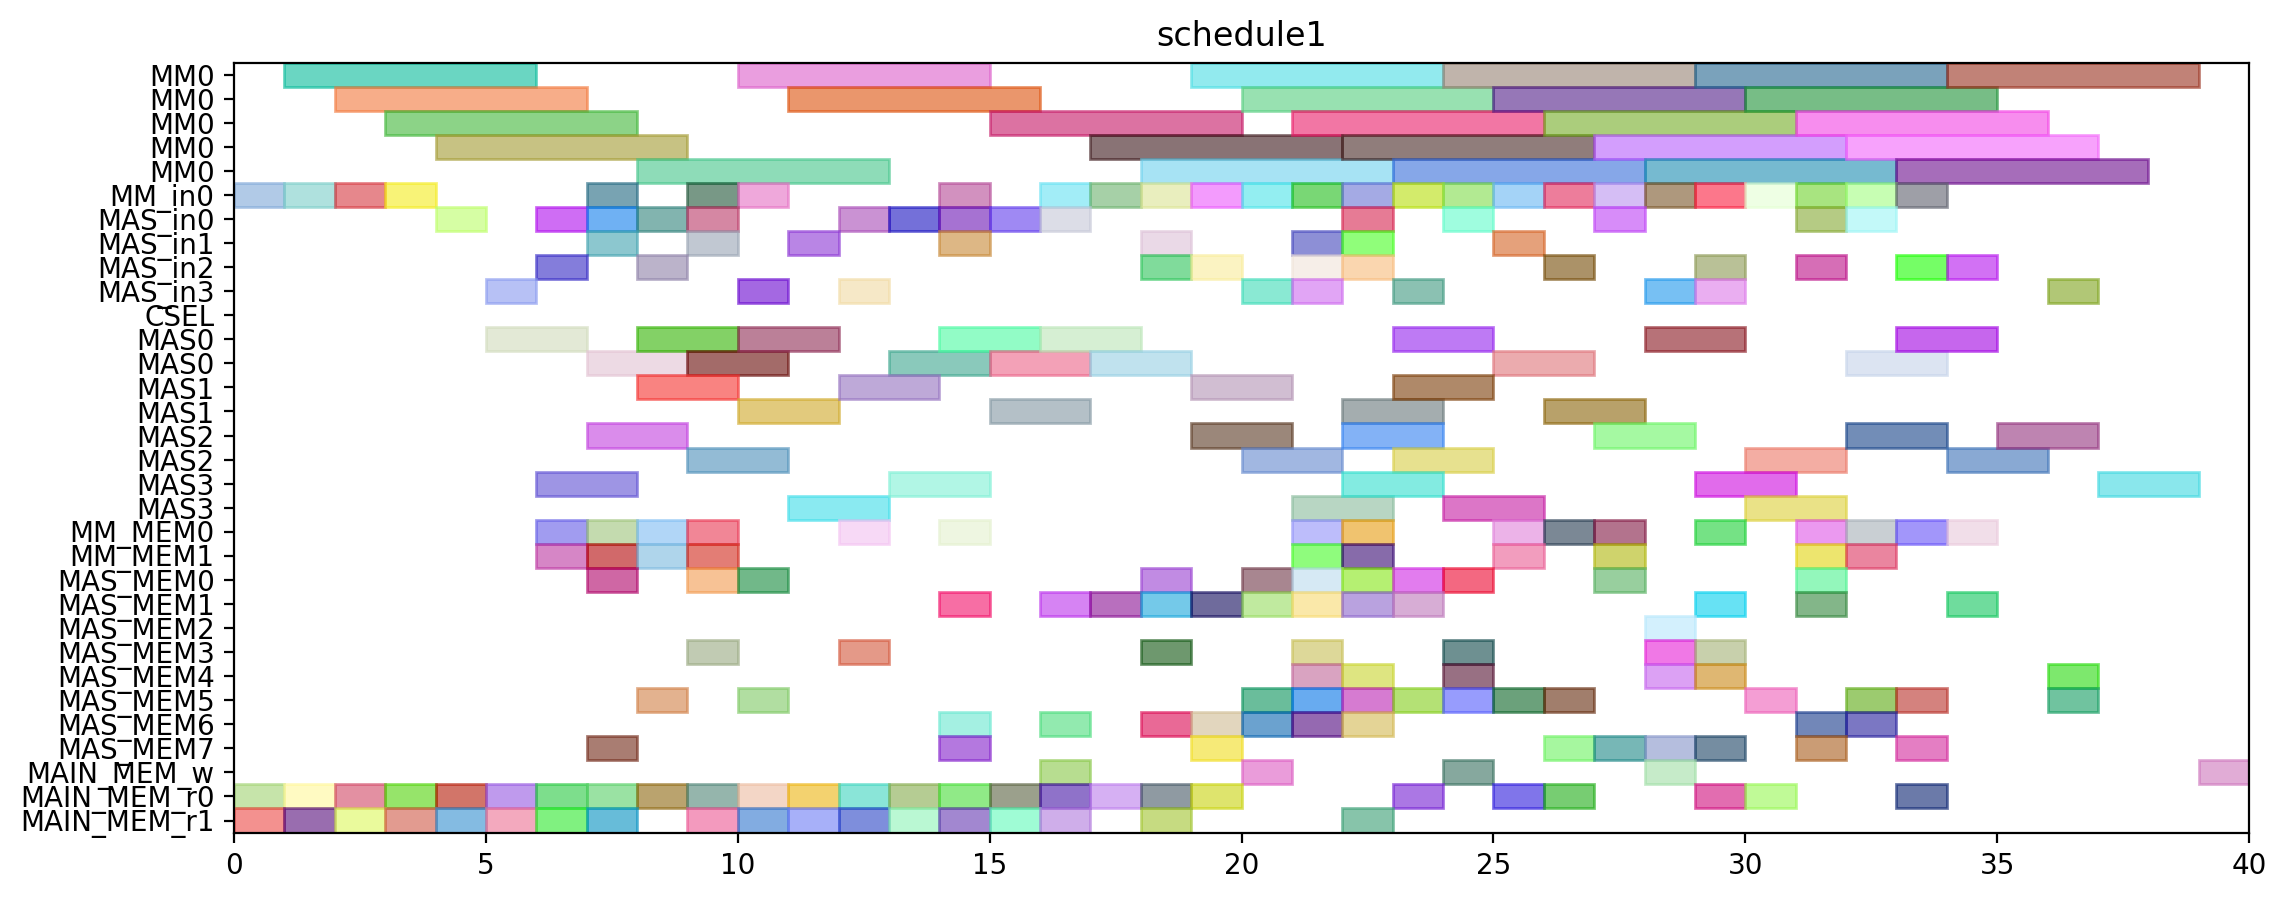 schedule1
MM0
MM0
MM0
MM0
MM0
MM_in0
MAS_in0
MAS_in1
MAS_in2
MAS_in3
CSEL
MAS0
MAS0
MAS1
MAS1
MAS2
MAS2
MAS3
MAS3
MM_MEM0
MM_MEM1
MAS_MEM0
MAS_MEM1
MAS_MEM2
MAS_MEM3
MAS_MEM4
MAS_MEM5
MAS_MEM6
MAS_MEM7
MAIN_MEM_w
MAIN_MEM_r0
MAIN_MEM_r1
0 5 10 15 20 25 30 35 40